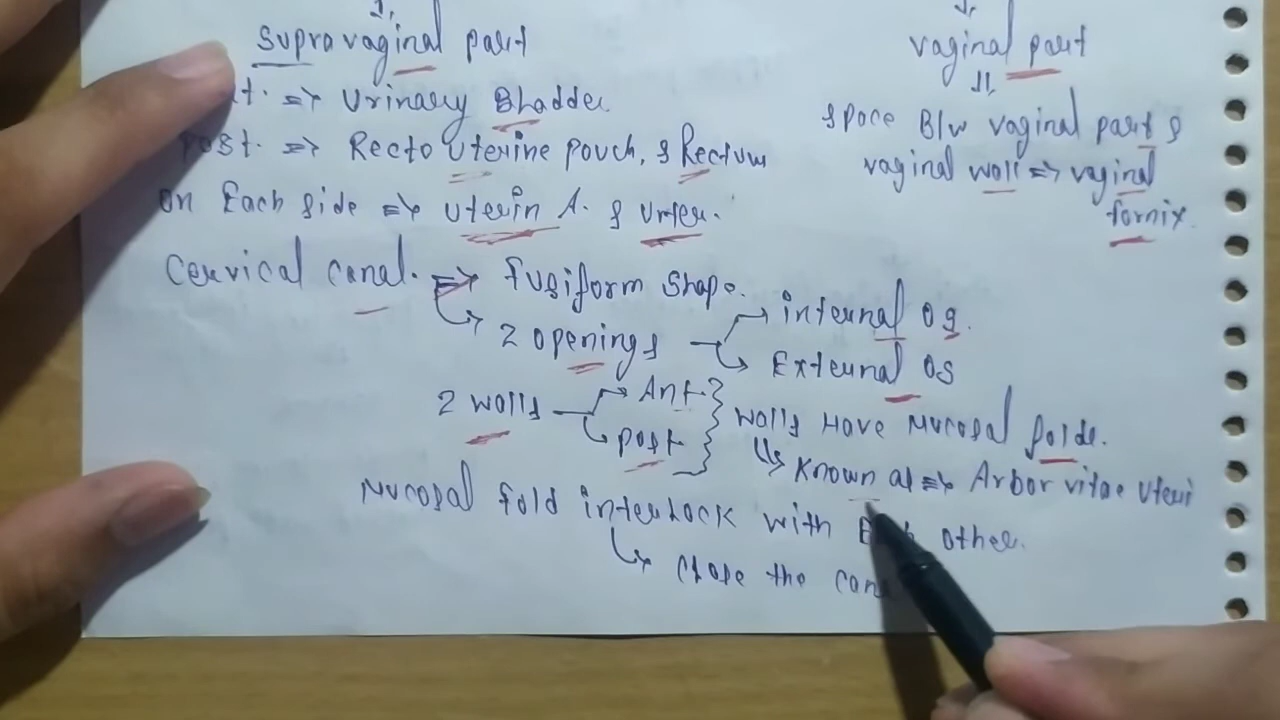 Supravaginal part
t. => Urinary Bladder
post. => Recto Uterine pouch, & Rectum
on Each side => Uterin A. & Urter.
vaginal part
space B/w vaginal part &
vaginal wall => vaginal
fornix.
Cervical canal. => fusiform shape.
2 openings → internal os.
→ External os
2 walls → Ant
→ post
walls Have Mucosal folds.
Known as => Arbor vitae uteri
Mucosal fold interlock with Each other.
→ close the can